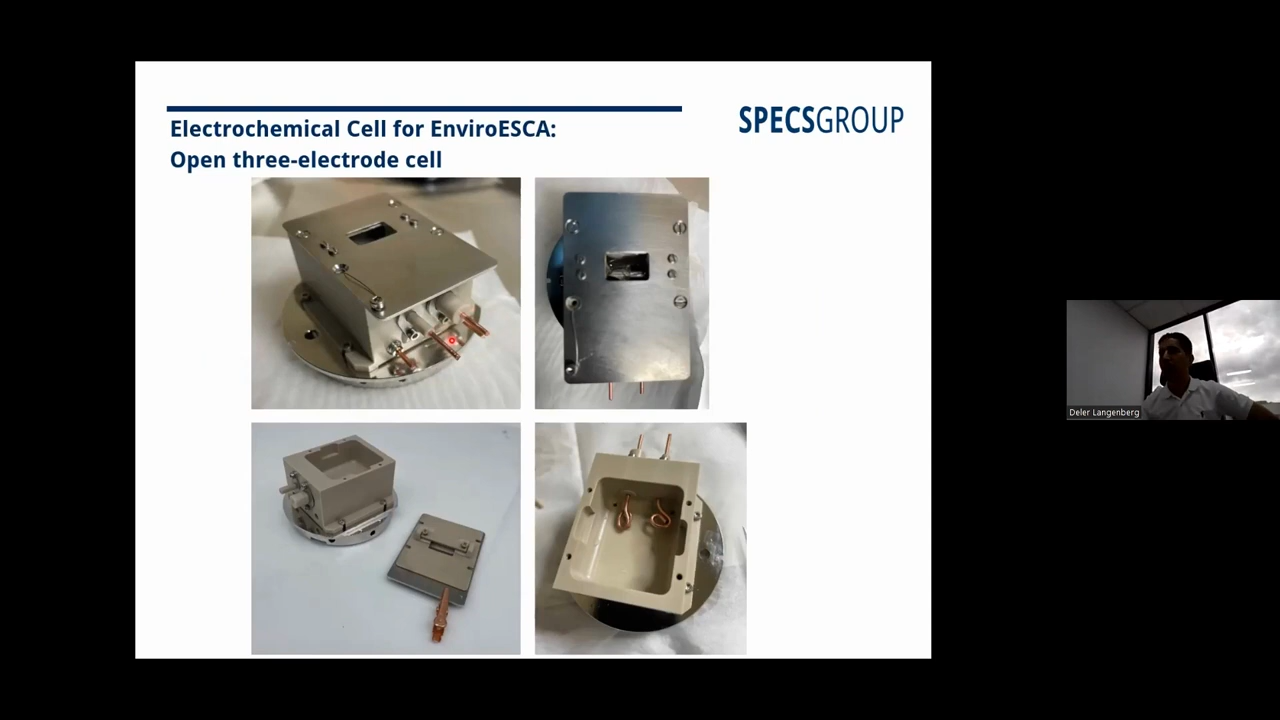 Electrochemical Cell for EnviroESCA:
Open three-electrode cell
SPECSGROUP
Deler Langenberg